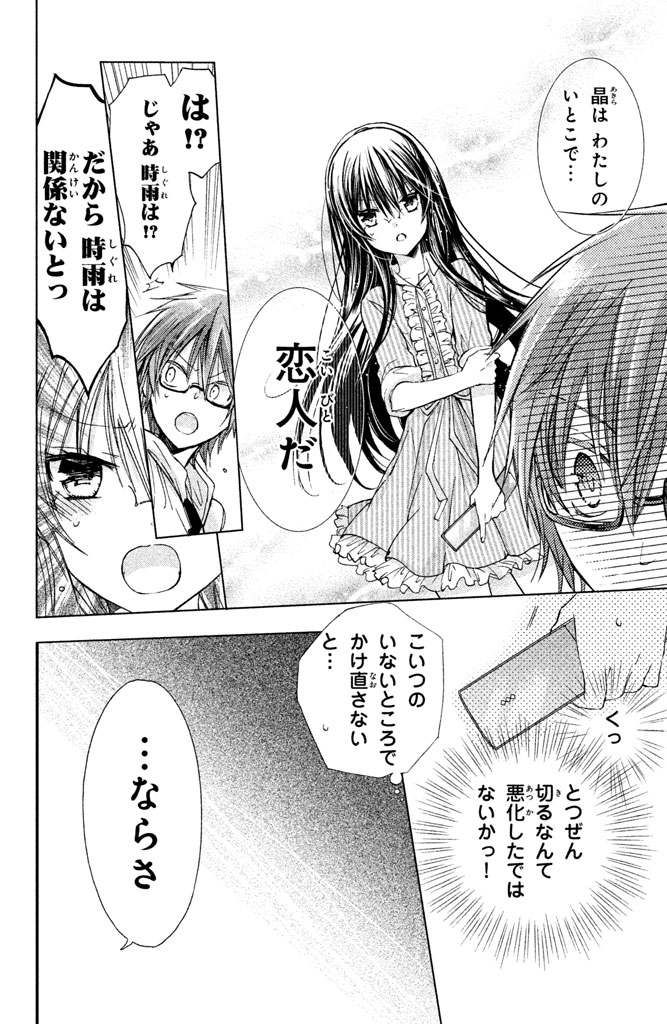 晶は わたしの
いとこで…
恋人だ
は!?
じゃあ 時雨は!?
だから 時雨は
関係ないとっ
くっ
とつぜん
切るなんて
悪化したでは
ないかっ!
こいつの
いないところで
かけ直さない
と…
…ならさ